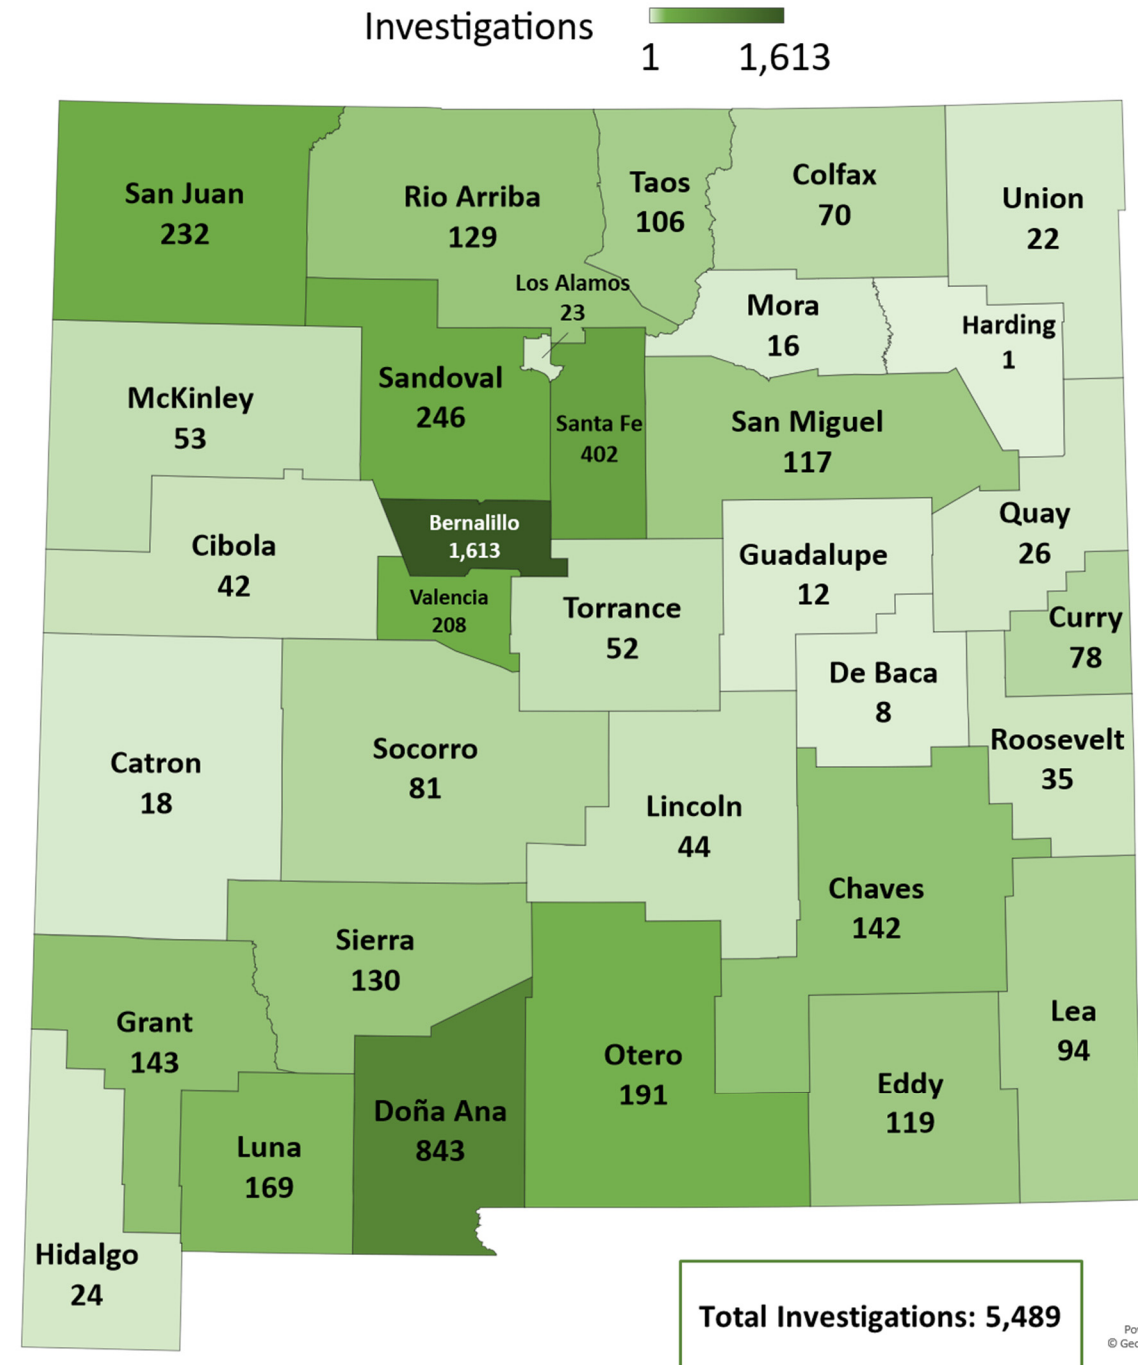 Investigations
1 1,613
San Juan
232
Rio Arriba
129
Taos
106
Colfax
70
Union
22
Los Alamos
23
Mora
16
Harding
1
McKinley
53
Sandoval
246
Santa Fe
402
San Miguel
117
Quay
26
Bernalillo
1,613
Cibola
42
Guadalupe
12
Valencia
208
Torrance
52
Curry
78
De Baca
8
Roosevelt
35
Catron
18
Socorro
81
Lincoln
44
Chaves
142
Sierra
130
Grant
143
Lea
94
Otero
191
Eddy
119
Doña Ana
843
Luna
169
Hidalgo
24
Total Investigations: 5,489
Po
© Geo